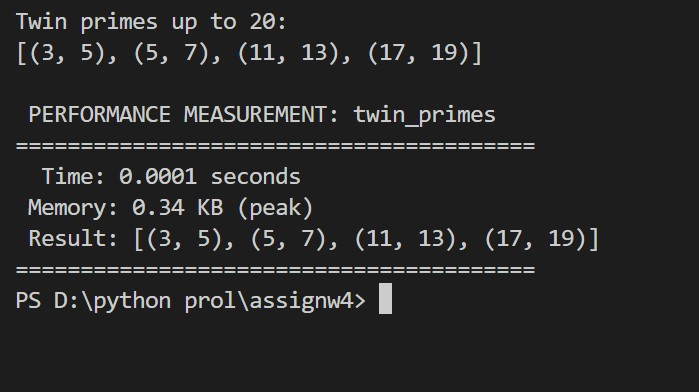 Twin primes up to 20:
[(3, 5), (5, 7), (11, 13), (17, 19)]
PERFORMANCE MEASUREMENT: twin_primes
========================================
Time: 0.0001 seconds
Memory: 0.34 KB (peak)
Result: [(3, 5), (5, 7), (11, 13), (17, 19)]
========================================
PS D:\python prol\assignw4>